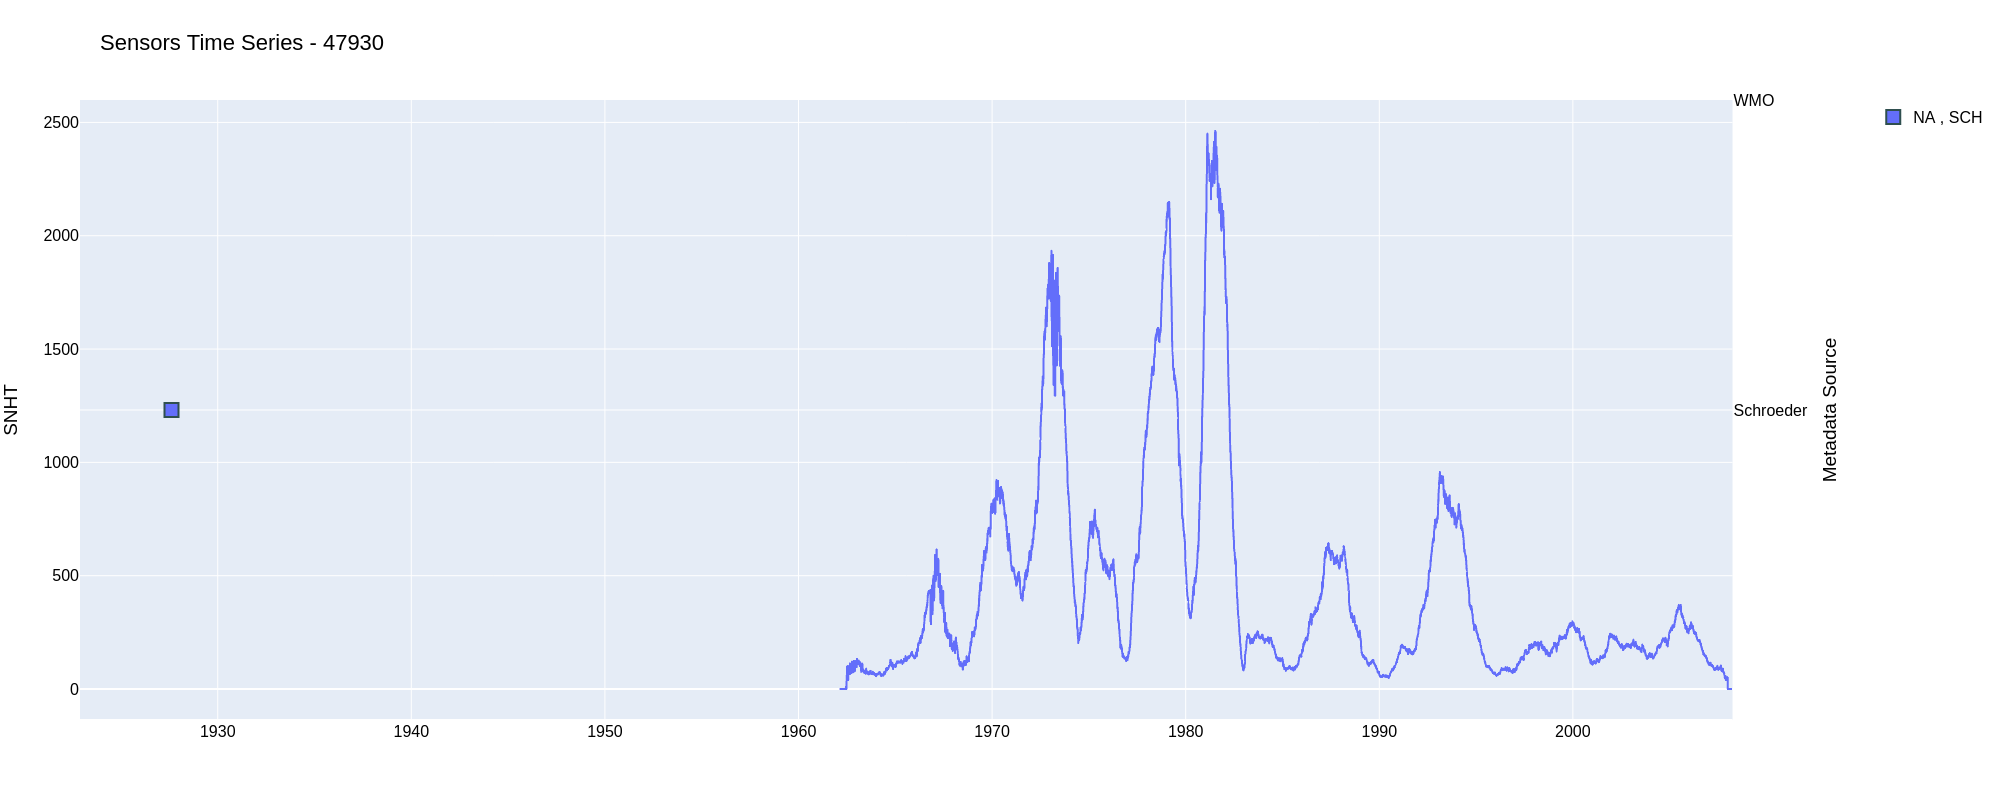 Sensors Time Series - 47930
WMO
NA , SCH
2500
2000
1500
Schroeder
1000
500
0
SNHT
Metadata Source
1930
1940
1950
1960
1970
1980
1990
2000